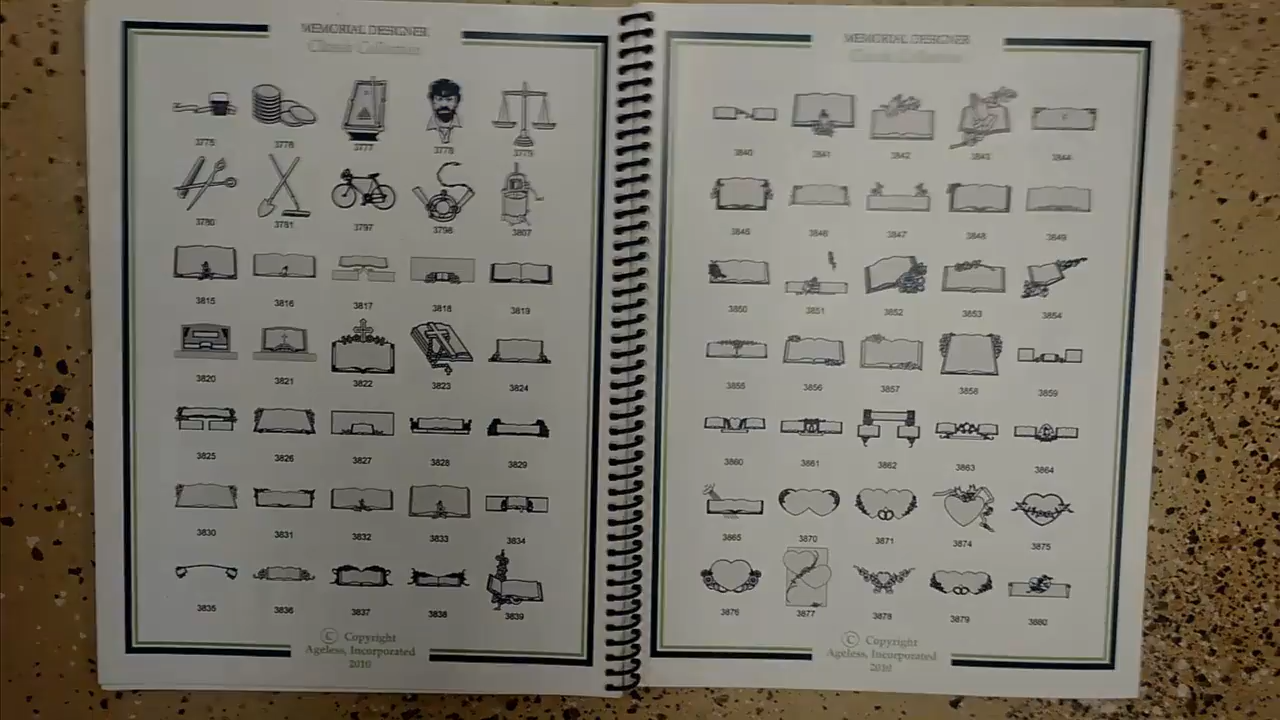 MEMORIAL DESIGNER
Classic Collection
3775 3776 3777 3778 3779
3780 3781 3797 3798 3807
3815 3816 3817 3818 3819
3820 3821 3822 3823 3824
3825 3826 3827 3828 3829
3830 3831 3832 3833 3834
3835 3836 3837 3838 3839
© Copyright
Ageless, Incorporated
2010
MEMORIAL DESIGNER
Classic Collection
3840 3841 3842 3843 3844
3845 3846 3847 3848 3849
3850 3851 3852 3853 3854
3855 3856 3857 3858 3859
3860 3861 3862 3863 3864
3865 3870 3871 3874 3875
3876 3877 3878 3879 3880
© Copyright
Ageless, Incorporated
2010